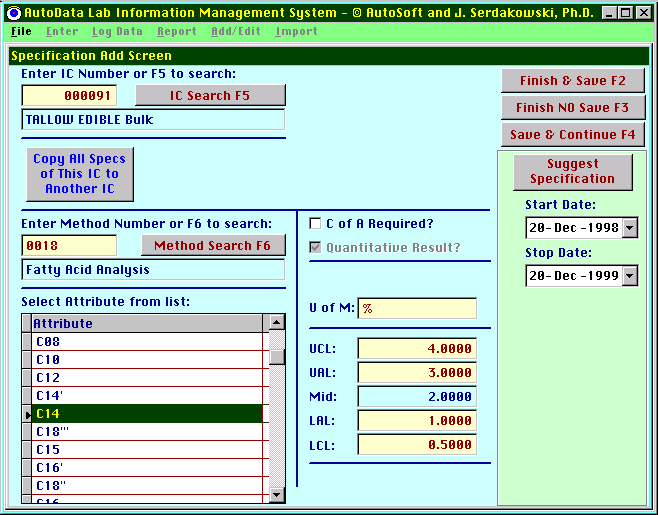 AutoData Lab Information Management System - © AutoSoft and J. Serdakowski, Ph.D.
File Enter Log Data Report Add/Edit Import
Specification Add Screen
Enter IC Number or F5 to search:
000091 IC Search F5
TALLOW EDIBLE Bulk
Copy All Specs
of This IC to
Another IC
Enter Method Number or F6 to search:
0018 Method Search F6
Fatty Acid Analysis
Select Attribute from list:
Attribute
C08
C10
C12
C14'
C14
C18'''
C15
C16'
C18''
C16
C of A Required?
Quantitative Result?
U of M: %
UCL: 4.0000
UAL: 3.0000
Mid: 2.0000
LAL: 1.0000
LCL: 0.5000
Finish & Save F2
Finish NO Save F3
Save & Continue F4
Suggest
Specification
Start Date:
20-Dec-1998
Stop Date:
20-Dec-1999